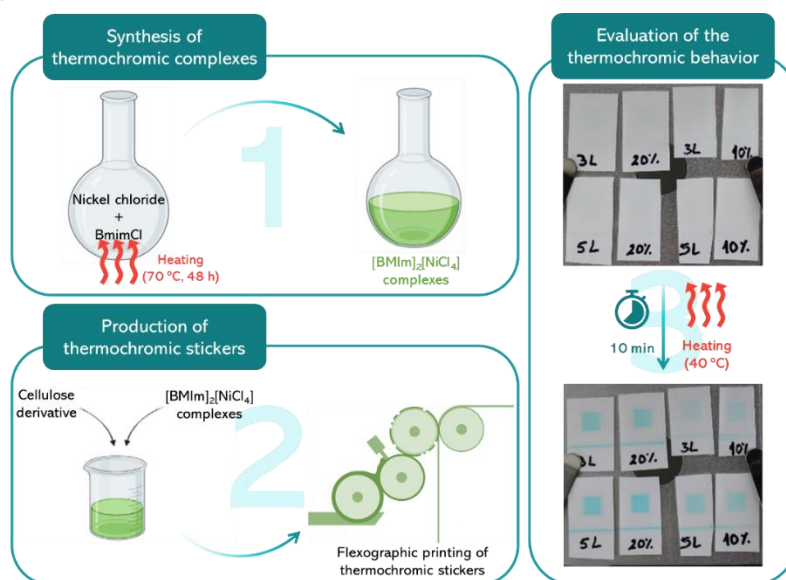 Synthesis of
thermochromic complexes
1
Nickel chloride
+
BmimCl
Heating
(70 °C, 48 h)
[BMIm]₂[NiCl₄]
complexes
Production of
thermochromic stickers
2
Cellulose
derivative
[BMIm]₂[NiCl₄]
complexes
Flexographic printing of
thermochromic stickers
Evaluation of the
thermochromic behavior
3L 20% 3L 10%
5L 20% 5L 10%
3
10 min
Heating
(40 °C)
3L 20% 3L 10%
5L 20% 5L 10%